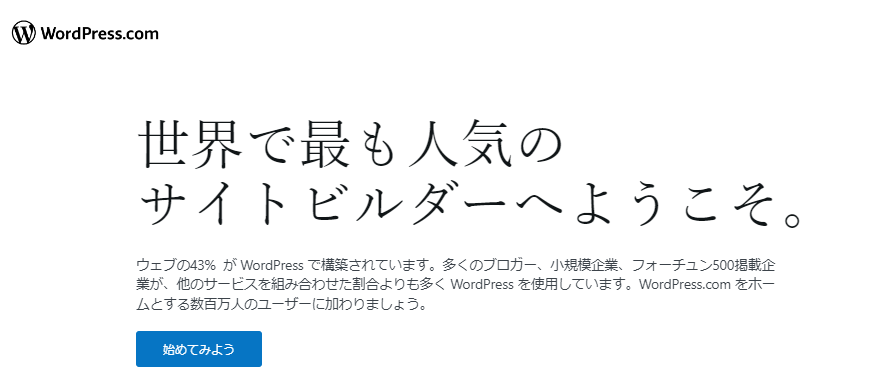 WordPress.com
世界で最も人気の
サイトビルダーへようこそ。
ウェブの43% が WordPress で構築されています。多くのブロガー、小規模企業、フォーチュン500掲載企
業が、他のサービスを組み合わせた割合よりも多く WordPress を使用しています。WordPress.com をホー
ムとする数百万人のユーザーに加わりましょう。
始めてみよう